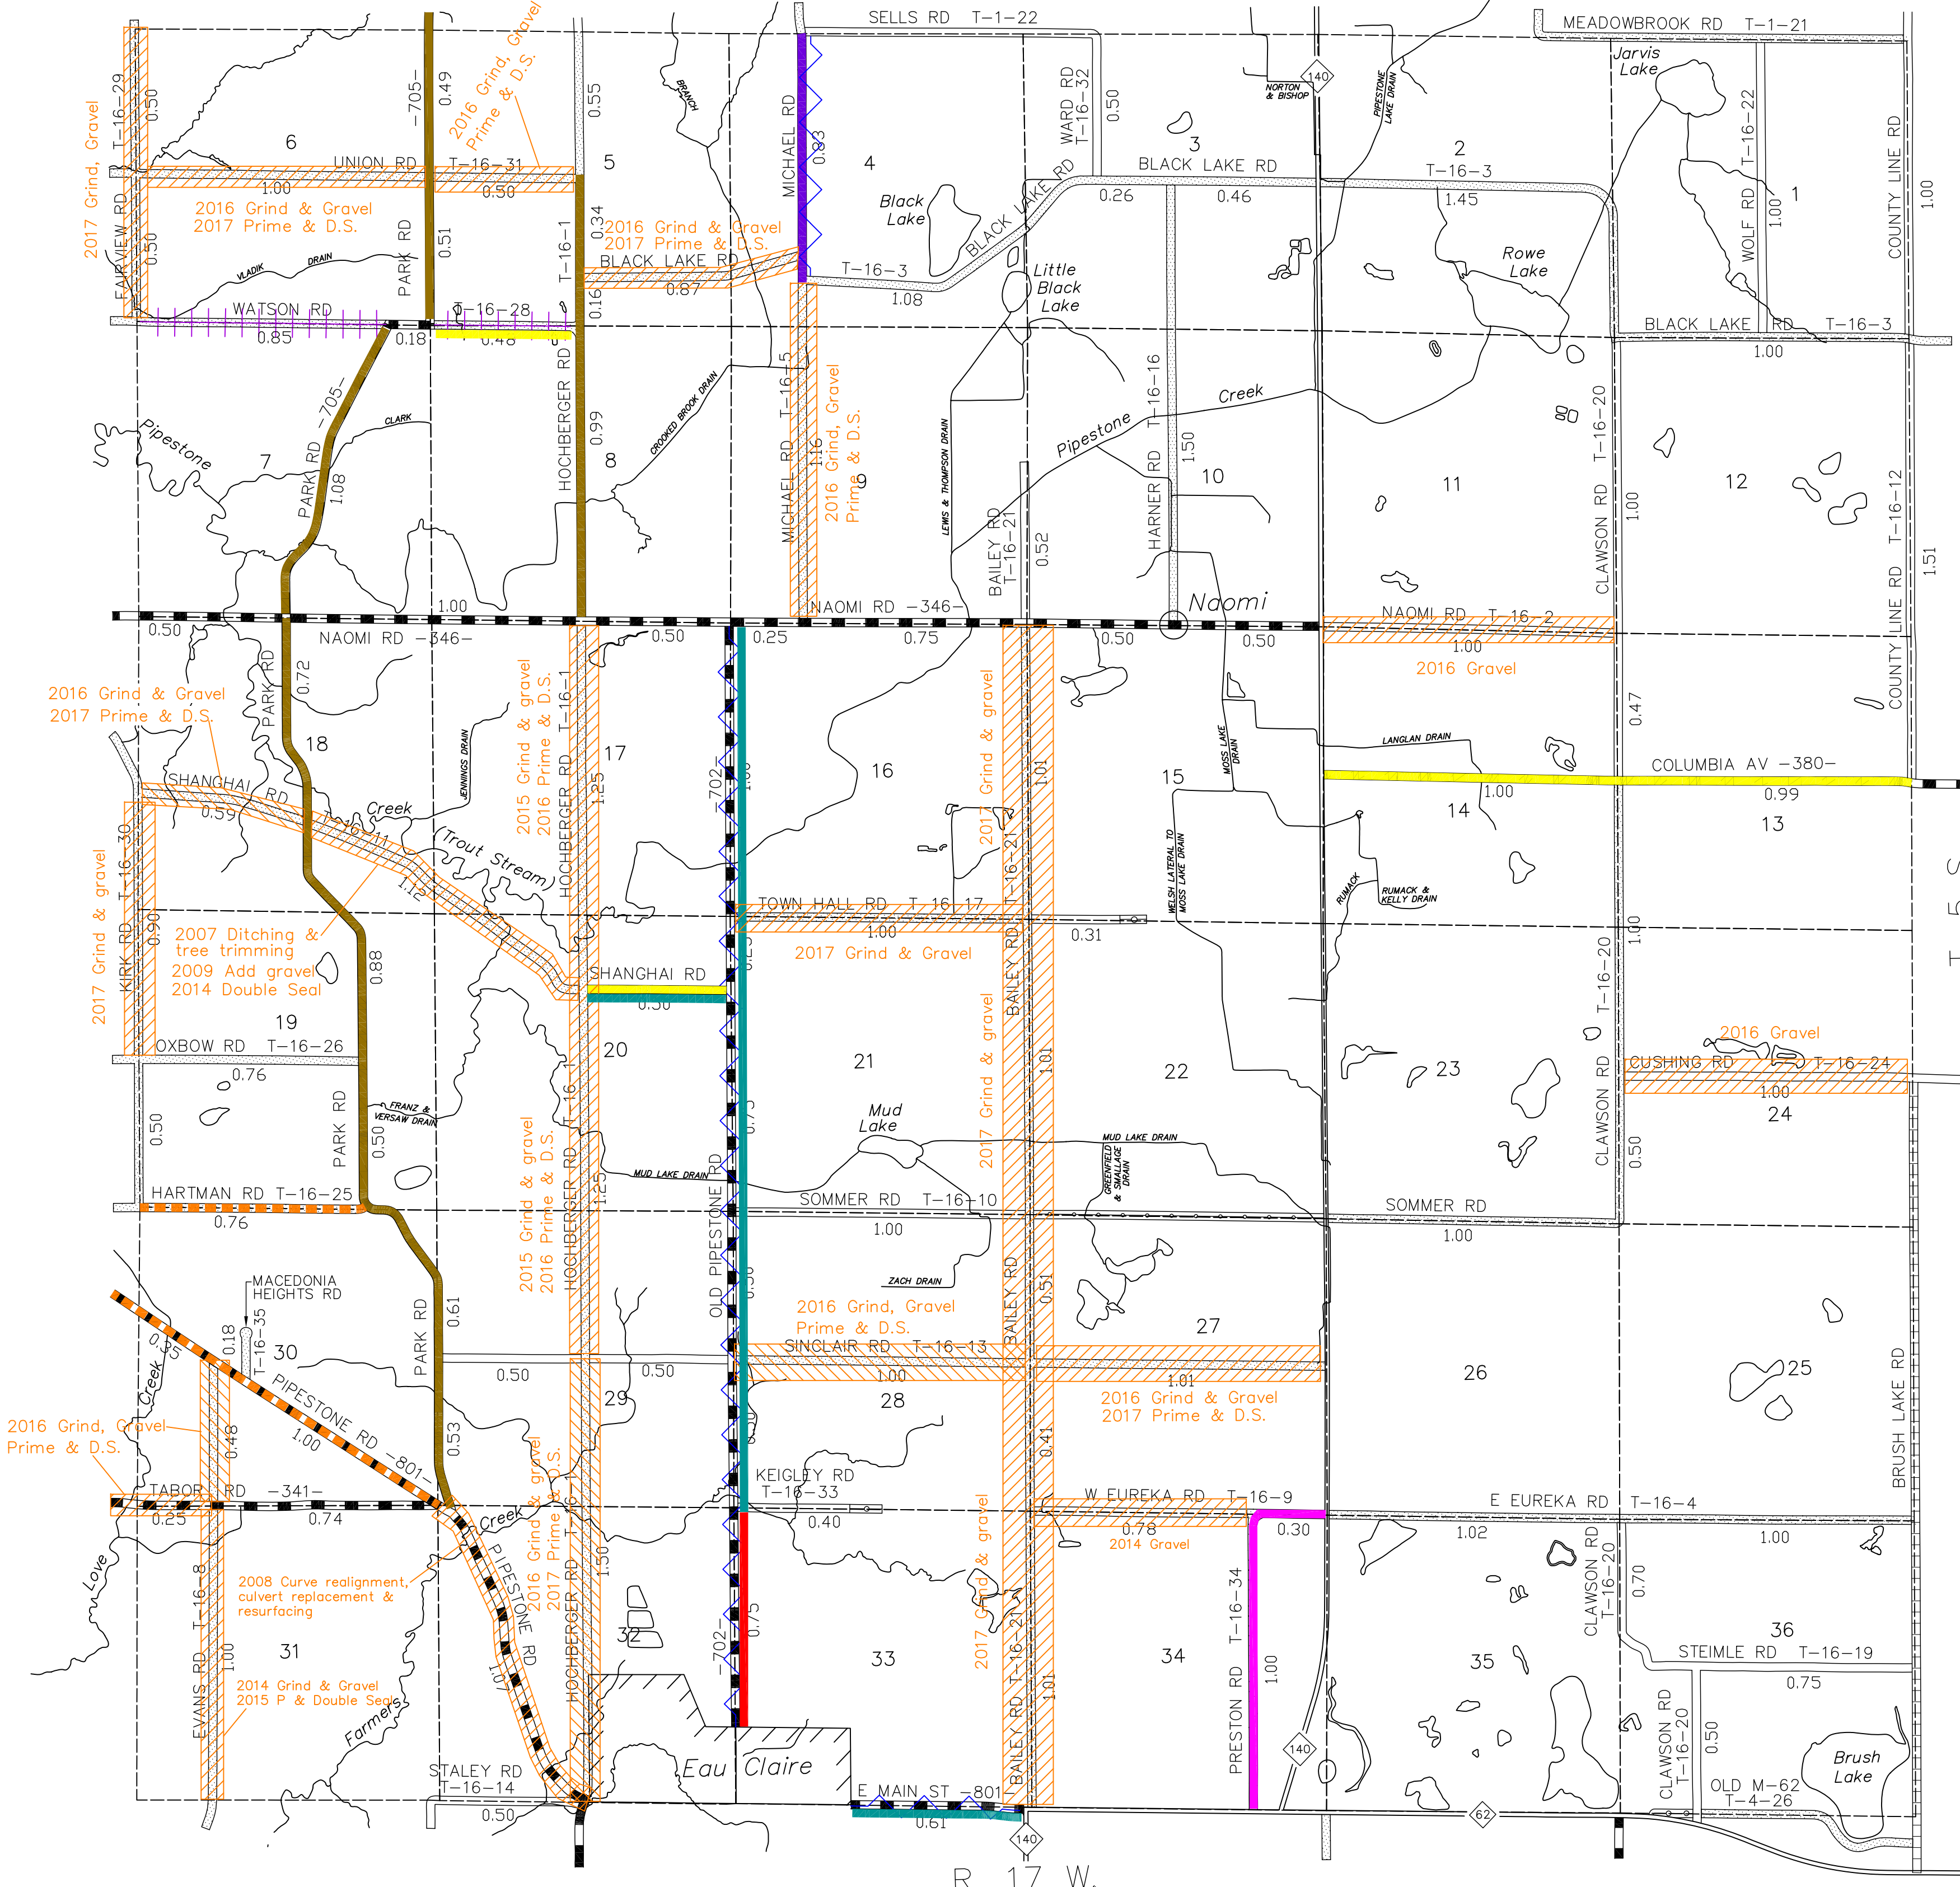 SELLS RD T-1-22
MEADOWBROOK RD T-1-21
Jarvis
Lake
140
NORTON
& BISHOP
PIPESTONE
LAKE DRAIN
BRANCH
2017 Grind, Gravel
FAIRVIEW RD T-16-29
0.50
0.50
-705-
0.49
2016 Grind, Gravel
Prime & D.S.
0.55
MICHAEL RD
0.83
WARD RD
T-16-32
0.50
WOLF RD T-16-22
1.00
COUNTY LINE RD
1.00
6
5
4
3
2
1
UNION RD T-16-31
1.00
0.50
2016 Grind & Gravel
2017 Prime & D.S.
VLADIK DRAIN
PARK RD
0.51
T-16-1
0.34
0.16
2016 Grind & Gravel
2017 Prime & D.S.
BLACK LAKE RD
0.87
Black
Lake
BLACK LAKE RD
T-16-3
1.08
Little
Black
Lake
BLACK LAKE RD
T-16-3
0.26
0.46
1.45
Rowe
Lake
WATSON RD
T-16-28
0.85
0.18
0.48
BLACK LAKE RD T-16-3
1.00
Pipestone
PARK RD -705-
1.08
CLARK
7
8
9
10
11
12
HOCHBERGER RD
0.99
CROOKED BROOK DRAIN
MICHAEL RD T-16-5
1.16
2016 Grind, Gravel
Prime & D.S.
LEWIS & THOMPSON DRAIN
Pipestone Creek
BAILEY RD
T-16-21
0.52
HARNER RD T-16-16
1.50
CLAWSON RD T-16-20
1.00
COUNTY LINE RD T-16-12
1.51
1.00
0.50
NAOMI RD -346-
0.50
0.25
NAOMI RD -346-
0.75
0.50
Naomi
0.50
NAOMI RD T-16-2
1.00
2016 Gravel
PARK RD
0.72
2016 Grind & Gravel
2017 Prime & D.S.
18
17
16
15
14
13
JENNINGS DRAIN
2015 Grind & gravel
2016 Prime & D.S.
HOCHBERGER RD T-16-1
1.25
-702-
1.00
2017 Grind & gravel
1.01
MOSS LAKE
DRAIN
LANGLAN DRAIN
0.47
COLUMBIA AV -380-
1.00
0.99
SHANGHAI RD T-16-11
0.59
1.12
Creek
(Trout Stream)
2017 Grind & gravel
KIRK RD T-16-30
0.90
2007 Ditching &
tree trimming
2009 Add gravel
2014 Double Seal
0.88
WELSH LATERAL TO
MOSS LAKE DRAIN
RUMACK
RUMACK &
KELLY DRAIN
T 5 S
TOWN HALL RD T-16-17
1.00
0.31
2017 Grind & Gravel
BAILEY RD T-16-21
SHANGHAI RD
0.50
0.25
19
20
21
22
23
24
OXBOW RD T-16-26
0.76
0.50
PARK RD
0.50
FRANZ &
VERSAW DRAIN
2015 Grind & gravel
2016 Prime & D.S.
HOCHBERGER RD T-16-1
1.25
MUD LAKE DRAIN
OLD PIPESTONE RD
0.75
Mud
Lake
2017 Grind & gravel
1.01
MUD LAKE DRAIN
GREENFIELD
& SMALLAGE
DRAIN
CLAWSON RD T-16-20
1.00
0.50
2016 Gravel
CUSHING RD T-16-24
1.00
HARTMAN RD T-16-25
0.76
SOMMER RD T-16-10
1.00
SOMMER RD
1.00
MACEDONIA
HEIGHTS RD
0.18
T-16-35
0.35
30
29
28
27
26
25
PARK RD
0.61
0.53
0.50
0.50
0.50
0.50
ZACH DRAIN
2016 Grind, Gravel
Prime & D.S.
SINCLAIR RD T-16-13
1.00
1.01
2016 Grind & Gravel
2017 Prime & D.S.
BAILEY RD
0.51
0.41
BRUSH LAKE RD
Creek
PIPESTONE RD -801-
1.00
2016 Grind, Gravel
Prime & D.S.
0.48
TABOR RD -341-
0.25
0.74
KEIGLEY RD
T-16-33
0.40
W EUREKA RD T-16-9
0.78
0.30
2014 Gravel
E EUREKA RD T-16-4
1.02
1.00
Love
Creek
2008 Curve realignment,
culvert replacement &
resurfacing
PIPESTONE RD
1.07
2016 Grind & gravel
2017 Prime & D.S.
HOCHBERGER RD T-16-1
1.50
-702-
0.75
2017 Grind & gravel
BAILEY RD T-16-21
1.01
PRESTON RD T-16-34
1.00
CLAWSON RD
T-16-20
0.70
31
32
33
34
35
36
EVANS RD T-16-8
1.00
2014 Grind & Gravel
2015 P & Double Seal
Farmers
STEIMLE RD T-16-19
0.75
CLAWSON RD
T-16-20
0.50
STALEY RD
T-16-14
0.50
Eau Claire
E MAIN ST -801
0.61
140
140
62
OLD M-62
T-4-26
Brush
Lake
R 17 W.